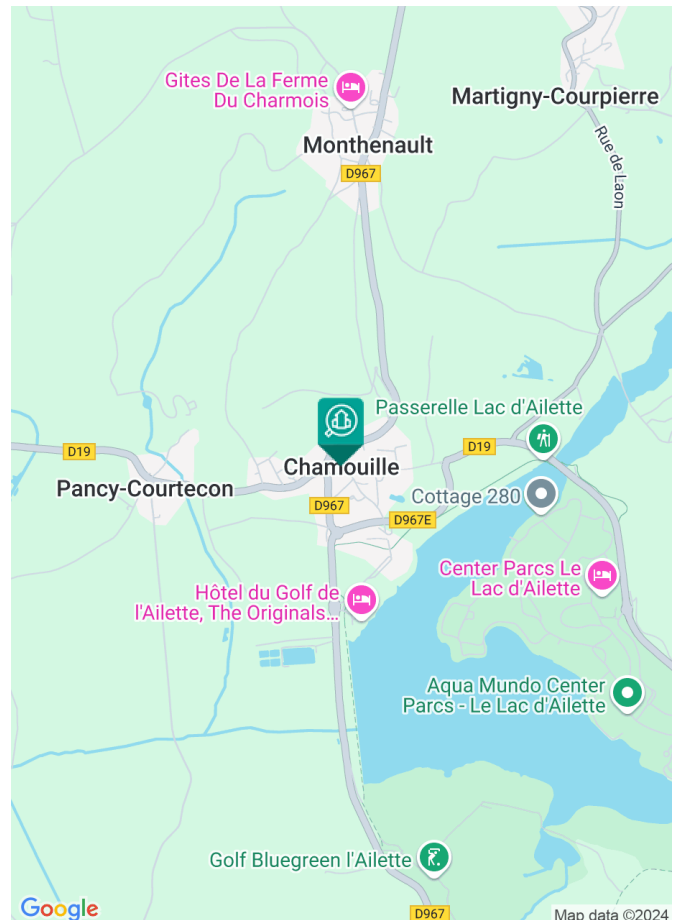 Gites De La Ferme
Du Charmois
Martigny-Courpierre
Monthenault
D967
Rue de Laon
Passerelle Lac d'Ailette
D19
D19
Chamouille
Pancy-Courtecon
Cottage 280
D967
D967E
Center Parcs Le
Lac d'Ailette
Hôtel du Golf de
l'Ailette, The Originals...
Aqua Mundo Center
Parcs - Le Lac d'Ailette
Golf Bluegreen l'Ailette
Google
D967
Map data ©2024